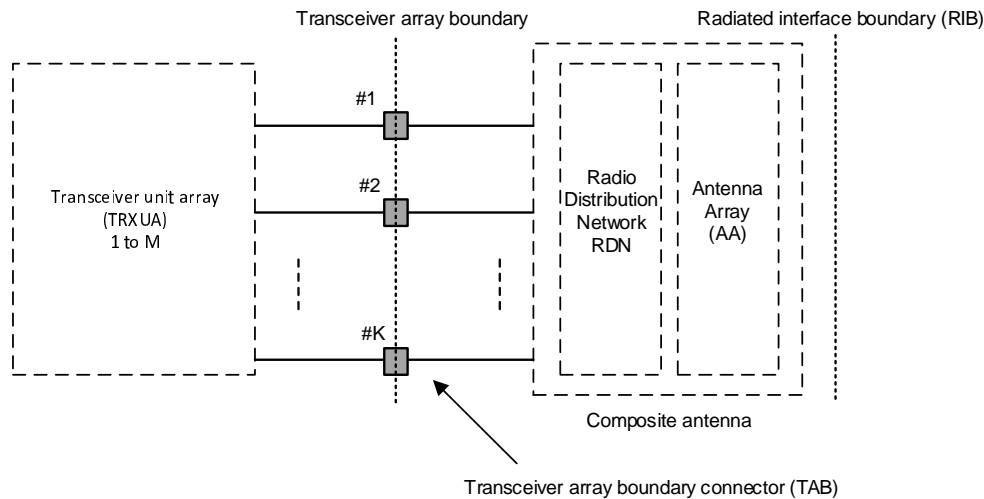 Transceiver array boundary
Radiated interface boundary (RIB)
#1
#2
#K
Transceiver unit array
(TRXUA)
1 to M
Radio
Distribution
Network
RDN
Antenna
Array
(AA)
Composite antenna
Transceiver array boundary connector (TAB)